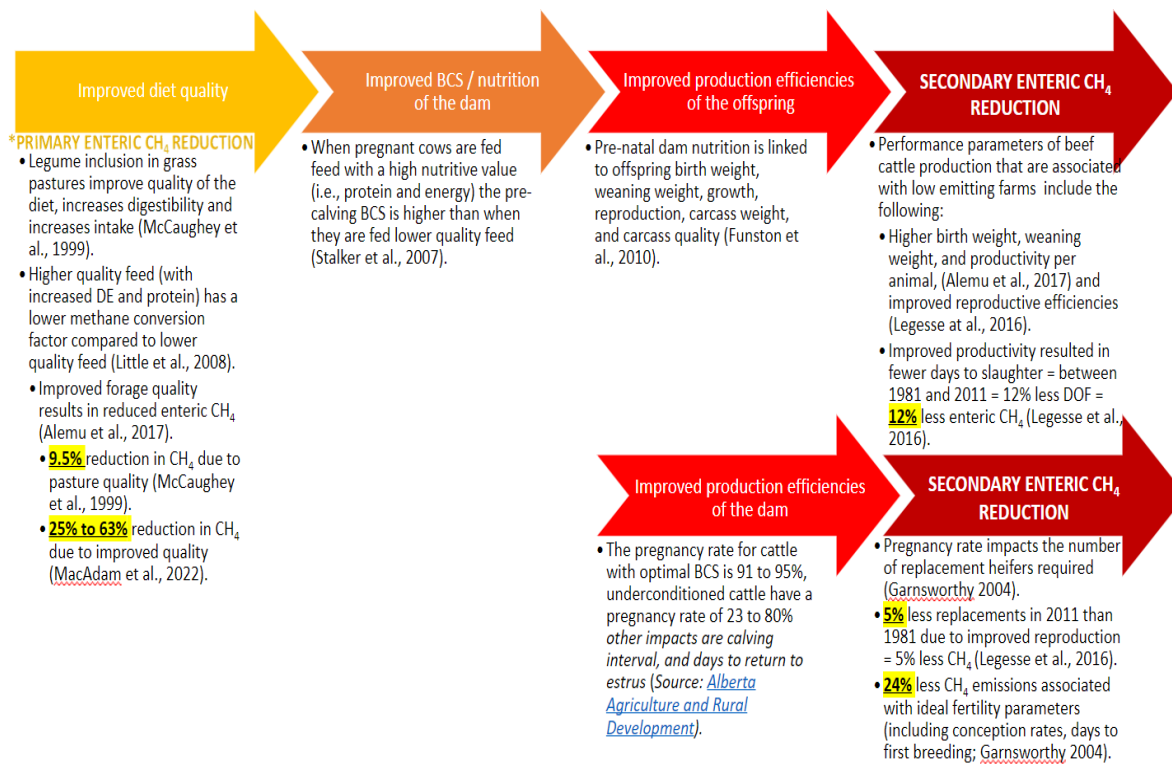 Improved diet quality
*PRIMARY ENTERIC CH₄ REDUCTION
• Legume inclusion in grass
pastures improve quality of the
diet, increases digestibility and
increases intake (McCaughey et
al., 1999).
• Higher quality feed (with
increased DE and protein) has a
lower methane conversion
factor compared to lower
quality feed (Little et al., 2008).
• Improved forage quality
results in reduced enteric CH₄
(Alemu et al., 2017).
• 9.5% reduction in CH₄ due to
pasture quality (McCaughey
et al., 1999).
• 25% to 63% reduction in CH₄
due to improved quality
(MacAdam et al., 2022).
Improved BCS / nutrition
of the dam
• When pregnant cows are fed
feed with a high nutritive value
(i.e., protein and energy) the pre-
calving BCS is higher than when
they are fed lower quality feed
(Stalker et al., 2007).
Improved production efficiencies
of the offspring
• Pre-natal dam nutrition is linked
to offspring birth weight,
weaning weight, growth,
reproduction, carcass weight,
and carcass quality (Funston et
al., 2010).
SECONDARY ENTERIC CH₄
REDUCTION
• Performance parameters of beef
cattle production that are associated
with low emitting farms include the
following:
• Higher birth weight, weaning
weight, and productivity per
animal, (Alemu et al., 2017) and
improved reproductive efficiencies
(Legesse at al., 2016).
• Improved productivity resulted in
fewer days to slaughter = between
1981 and 2011 = 12% less DOF =
12% less enteric CH₄ (Legesse et al.,
2016).
Improved production efficiencies
of the dam
• The pregnancy rate for cattle
with optimal BCS is 91 to 95%,
underconditioned cattle have a
pregnancy rate of 23 to 80%
other impacts are calving
interval, and days to return to
estrus (Source: Alberta
Agriculture and Rural
Development).
SECONDARY ENTERIC CH₄
REDUCTION
• Pregnancy rate impacts the number
of replacement heifers required
(Garnsworthy 2004).
• 5% less replacements in 2011 than
1981 due to improved reproduction
= 5% less CH₄ (Legesse et al., 2016).
• 24% less CH₄ emissions associated
with ideal fertility parameters
(including conception rates, days to
first breeding; Garnsworthy 2004).